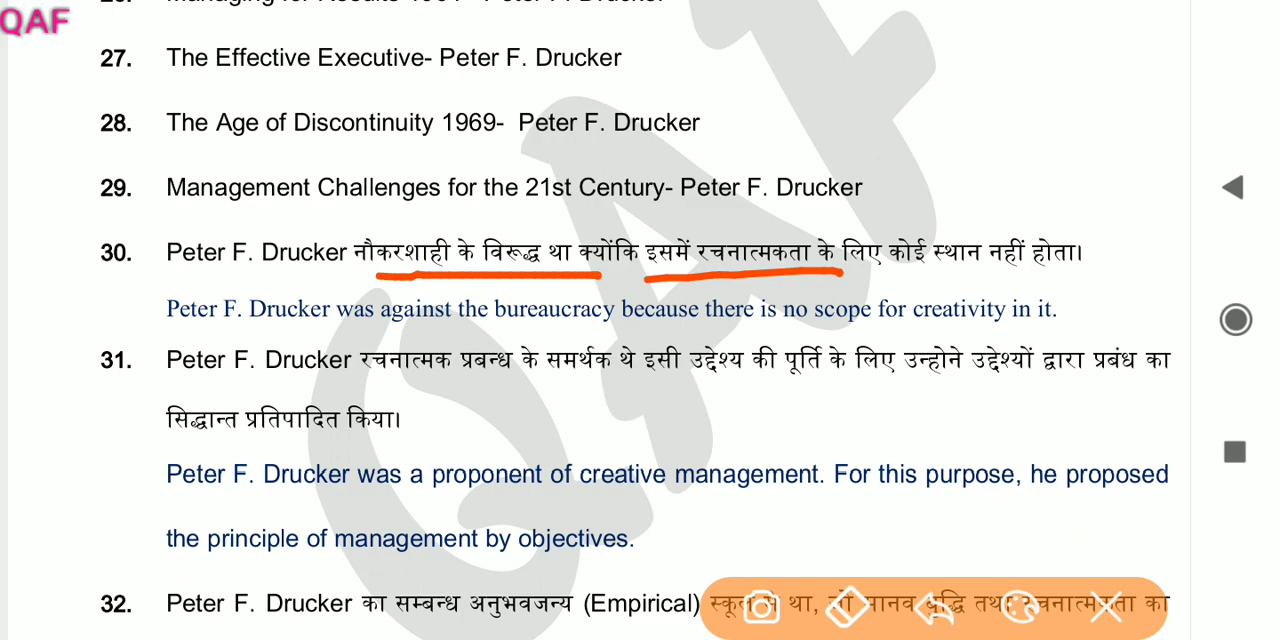 QAF
27. The Effective Executive- Peter F. Drucker
28. The Age of Discontinuity 1969- Peter F. Drucker
29. Management Challenges for the 21st Century- Peter F. Drucker
30. Peter F. Drucker नौकरशाही के विरूद्ध था क्योंकि इसमें रचनात्मकता के लिए कोई स्थान नहीं होता।
Peter F. Drucker was against the bureaucracy because there is no scope for creativity in it.
31. Peter F. Drucker रचनात्मक प्रबन्ध के समर्थक थे इसी उद्देश्य की पूर्ति के लिए उन्होने उद्देश्यों द्वारा प्रबंध का
सिद्धान्त प्रतिपादित किया।
Peter F. Drucker was a proponent of creative management. For this purpose, he proposed
the principle of management by objectives.
32. Peter F. Drucker का सम्बन्ध अनुभवजन्य (Empirical) स्कूल से था, मानव बुद्धि तथा रचनात्मकता का